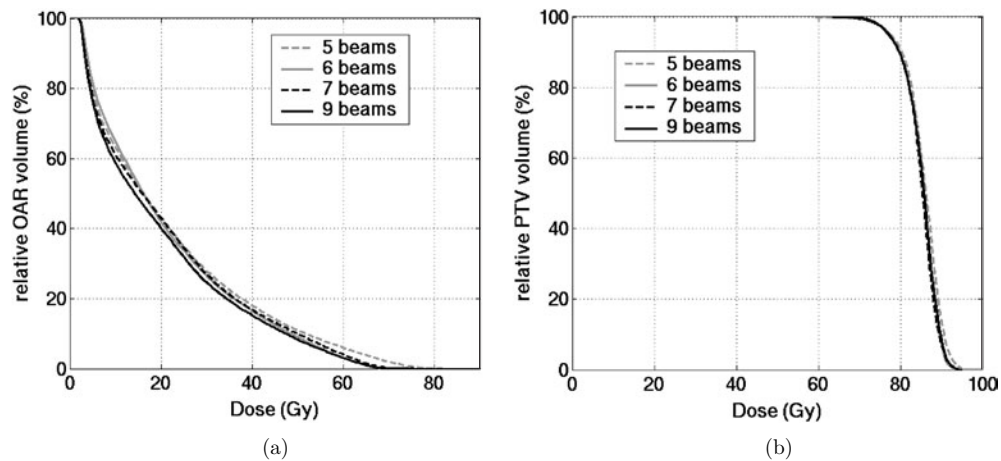 100
80
60
40
20
0
relative OAR volume (%)
5 beams
6 beams
7 beams
9 beams
0 20 40 60 80
Dose (Gy)
(a)
100
80
60
40
20
0
relative PTV volume (%)
5 beams
6 beams
7 beams
9 beams
0 20 40 60 80 100
Dose (Gy)
(b)